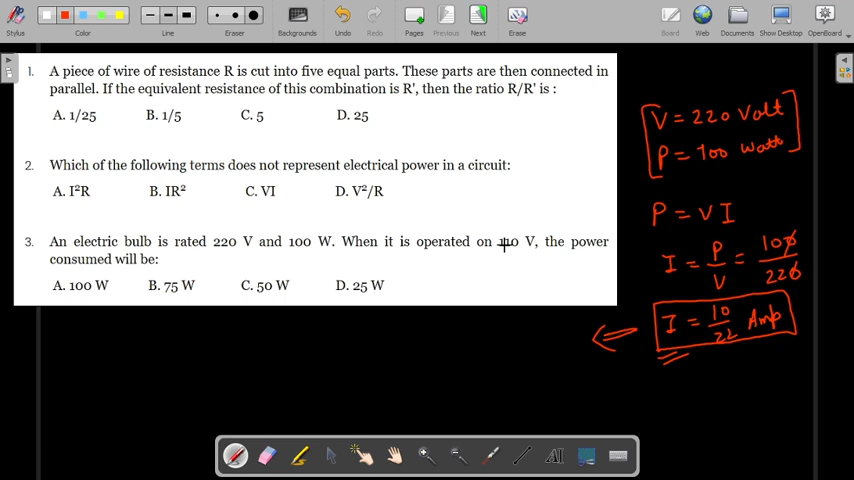 Stylus
Color
Line
Eraser
Backgrounds
Undo
Redo
Pages
Previous
Next
Erase
Board
Web
Documents
Show Desktop
OpenBoard
1. A piece of wire of resistance R is cut into five equal parts. These parts are then connected in
parallel. If the equivalent resistance of this combination is R', then the ratio R/R' is :
A. 1/25 B. 1/5 C. 5 D. 25
2. Which of the following terms does not represent electrical power in a circuit:
A. I²R B. IR² C. VI D. V²/R
3. An electric bulb is rated 220 V and 100 W. When it is operated on 110 V, the power
consumed will be:
A. 100 W B. 75 W C. 50 W D. 25 W
V = 220 Volt
P = 100 watt
P = VI
I = P/V = 100/220
I = 10/22 Amp
AI